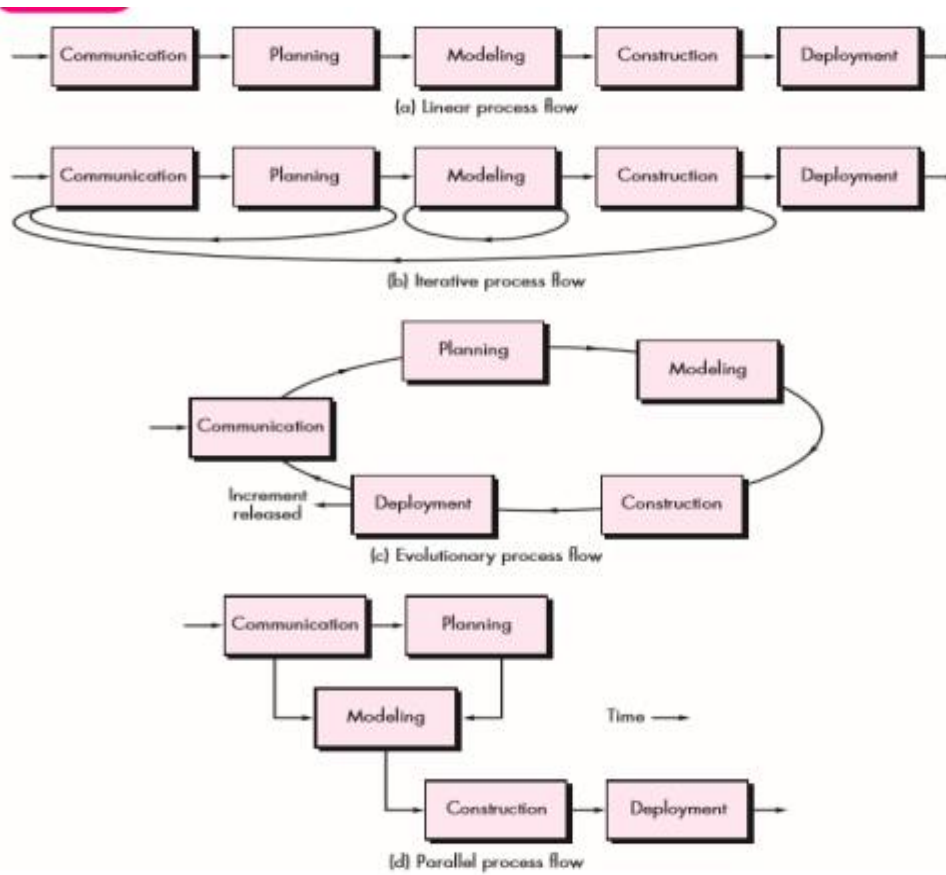 Communication Planning Modeling Construction Deployment
(a) Linear process flow
Communication Planning Modeling Construction Deployment
(b) Iterative process flow
Planning
Modeling
Communication
Increment
released
Deployment
Construction
(c) Evolutionary process flow
Communication Planning
Modeling
Time
Construction Deployment
(d) Parallel process flow